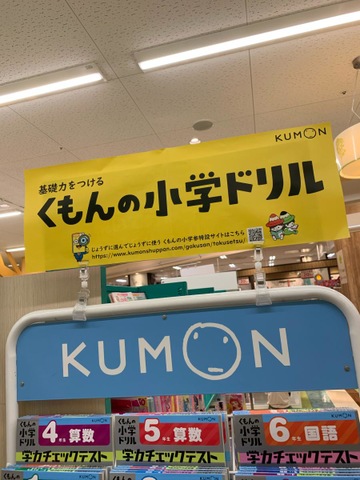 KUMON
基礎力をつける
くもんの小学ドリル
じょうずに選んでじょうずに使う くもんの小学参特設サイトはこちら
https://www.kumonshuppan.com/gakusan/tokusetsu/
KUMON
くもんの小学ドリル 4年生 算数
学力チェックテスト
くもんの小学ドリル 5年生 算数
学力チェックテスト
くもんの小学ドリル 6年生 国語
学力チェックテスト